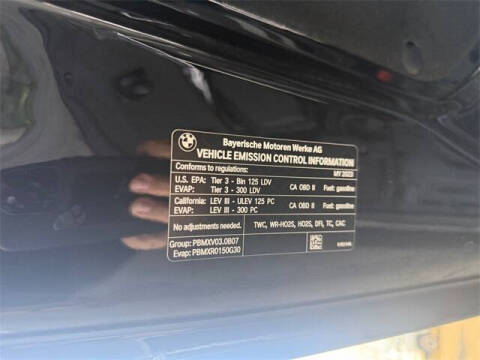 Bayerische Motoren Werke AG
VEHICLE EMISSION CONTROL INFORMATION
Conforms to regulations: MY 2023
U.S. EPA: Tier 3 - Bin 125 LDV CA OBD II Fuel: gasoline
EVAP: Tier 3 - 300 LDV
California: LEV III - ULEV 125 PC CA OBD II Fuel: gasoline
EVAP: LEV III - 300 PC
No adjustments needed. TWC, WR-HO2S, HO2S, DFI, TC, CAC
Group: PBMXV03.0B07
Evap: PBMXR0150G30